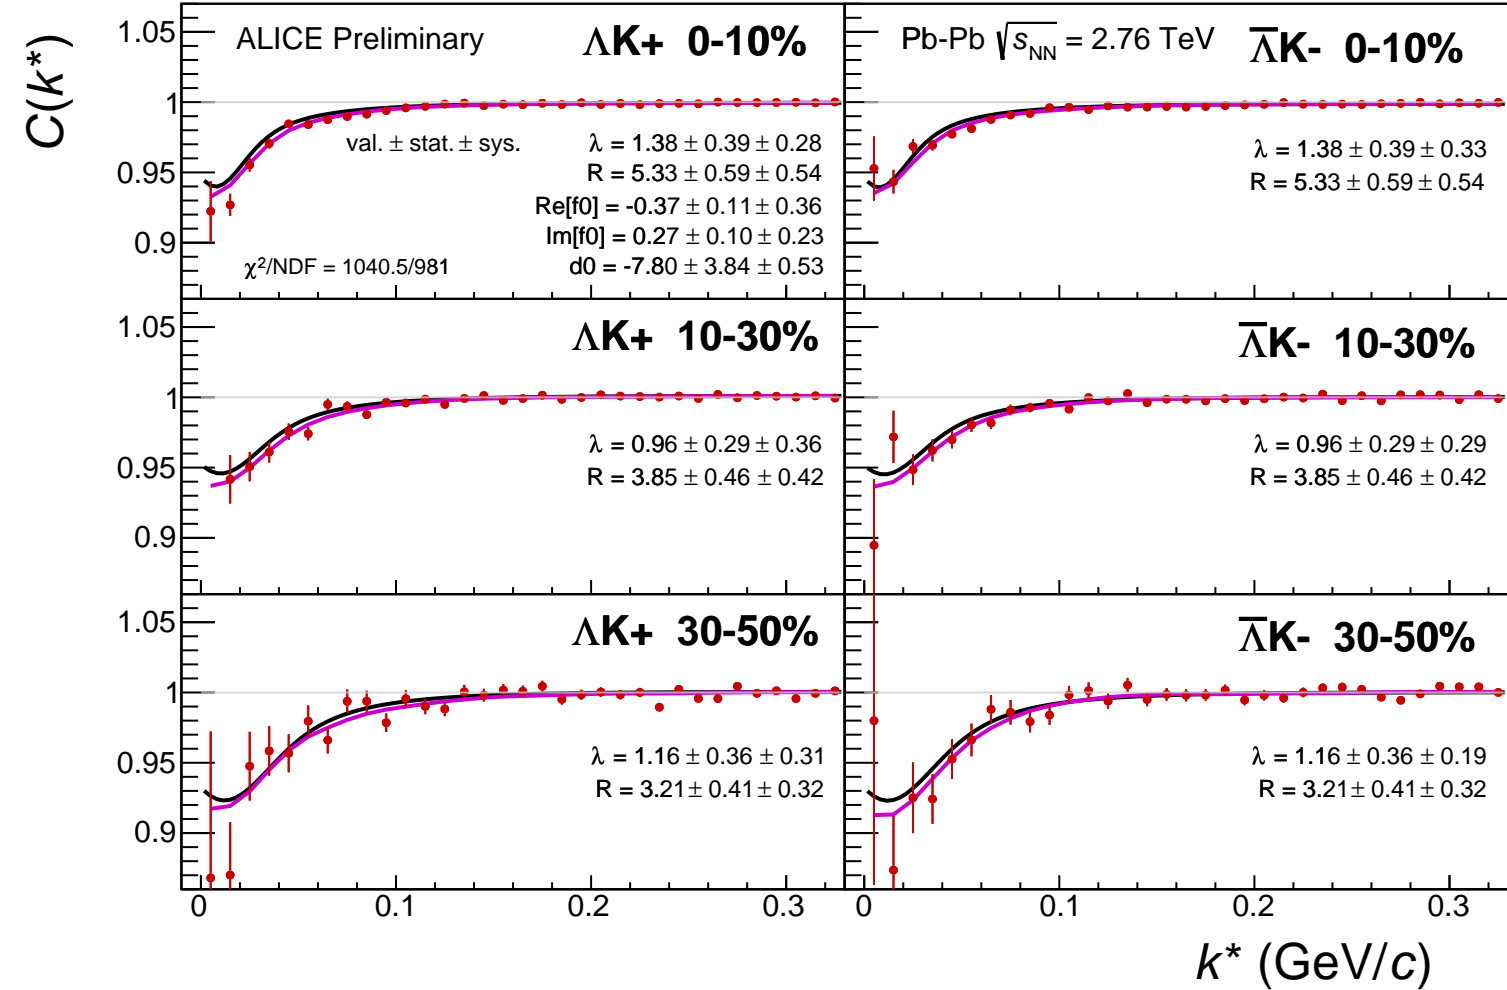 C(k*)
ALICE Preliminary
ΛK+ 0-10%
1.05
1
0.95
0.9
val. ± stat. ± sys.
λ = 1.38 ± 0.39 ± 0.28
R = 5.33 ± 0.59 ± 0.54
Re[f0] = -0.37 ± 0.11 ± 0.36
Im[f0] = 0.27 ± 0.10 ± 0.23
χ²/NDF = 1040.5/981
d0 = -7.80 ± 3.84 ± 0.53
Pb-Pb √sNN = 2.76 TeV
Λ̅K- 0-10%
λ = 1.38 ± 0.39 ± 0.33
R = 5.33 ± 0.59 ± 0.54
ΛK+ 10-30%
1.05
1
0.95
0.9
λ = 0.96 ± 0.29 ± 0.36
R = 3.85 ± 0.46 ± 0.42
Λ̅K- 10-30%
λ = 0.96 ± 0.29 ± 0.29
R = 3.85 ± 0.46 ± 0.42
ΛK+ 30-50%
1.05
1
0.95
0.9
λ = 1.16 ± 0.36 ± 0.31
R = 3.21 ± 0.41 ± 0.32
Λ̅K- 30-50%
λ = 1.16 ± 0.36 ± 0.19
R = 3.21 ± 0.41 ± 0.32
0 0.1 0.2 0.3
0 0.1 0.2 0.3
k* (GeV/c)